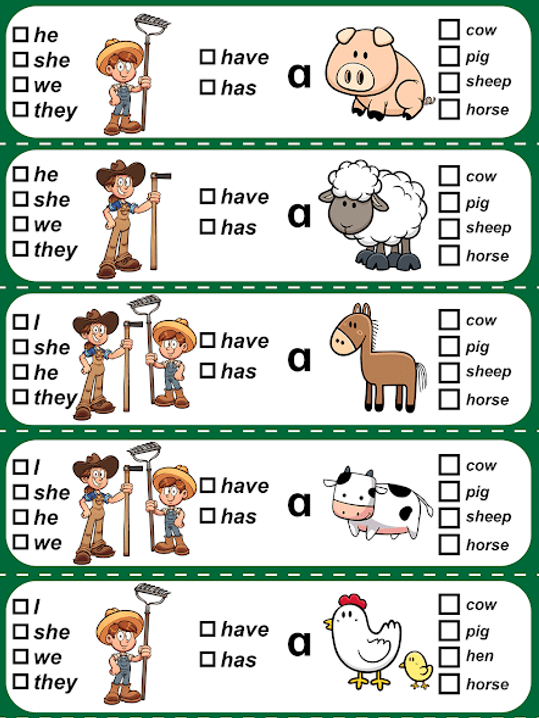 he
she
we
they
have
has
a
cow
pig
sheep
horse
he
she
we
they
have
has
a
cow
pig
sheep
horse
I
she
he
they
have
has
a
cow
pig
sheep
horse
I
she
he
we
have
has
a
cow
pig
sheep
horse
I
she
we
they
have
has
a
cow
pig
hen
horse